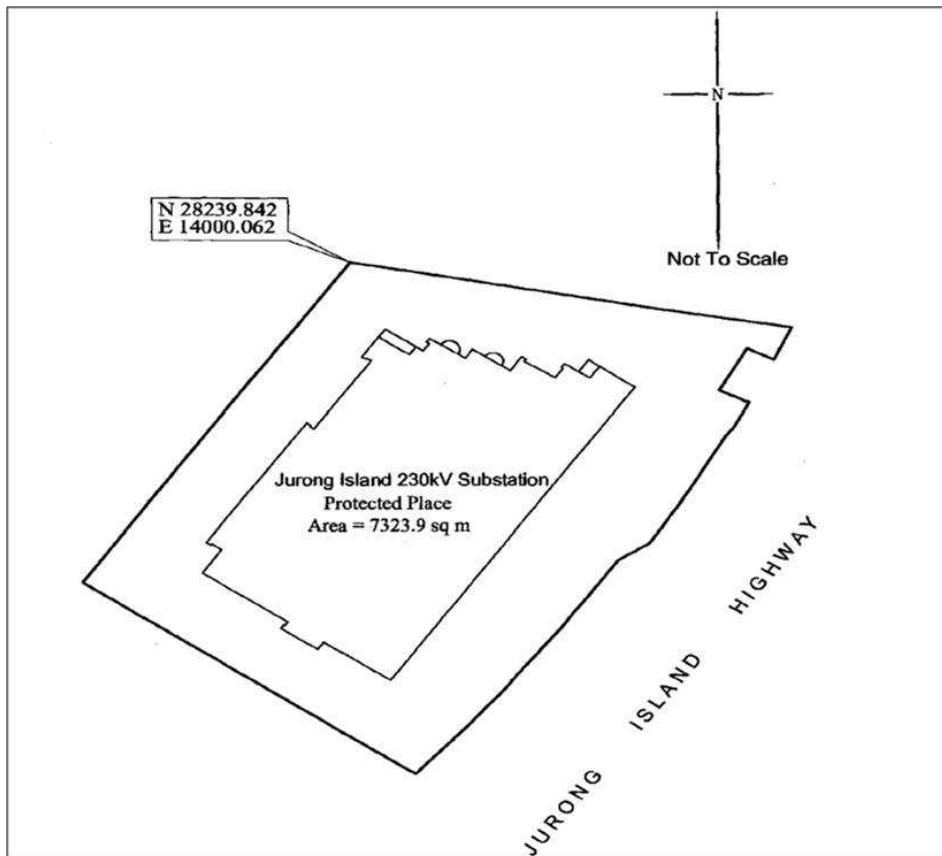 N
Not To Scale
N 28239.842
E 14000.062
Jurong Island 230kV Substation
Protected Place
Area = 7323.9 sq m
JURONG ISLAND HIGHWAY